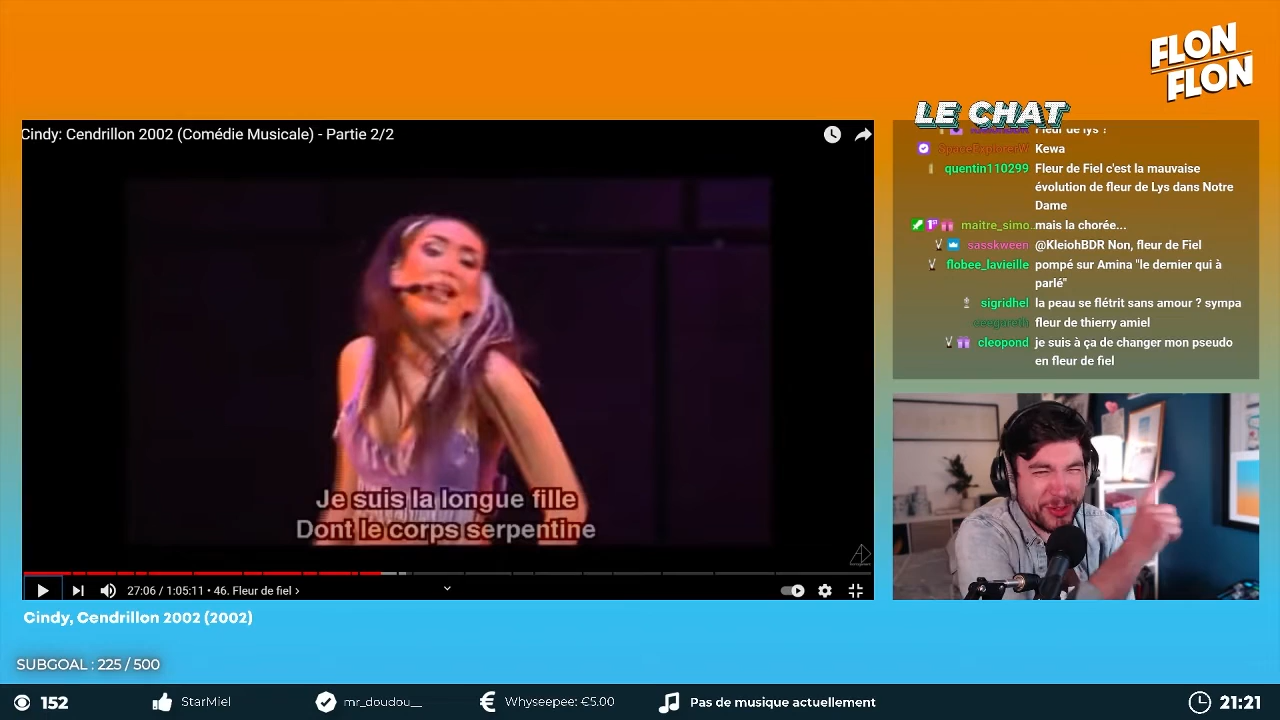 FLON
FLON
LE CHAT
Cindy: Cendrillon 2002 (Comédie Musicale) - Partie 2/2
Fleur de lys ?
SpaceExplorerW Kewa
quentin110299 Fleur de Fiel c'est la mauvaise
évolution de fleur de Lys dans Notre
Dame
maitre_simo... mais la chorée...
sasskween @KleiohBDR Non, fleur de Fiel
flobee_lavieille pompé sur Amina "le dernier qui à
parlé"
sigridhel la peau se flétrit sans amour ? sympa
fleur de thierry amiel
cleopond je suis à ça de changer mon pseudo
en fleur de fiel
Je suis la longue fille
Dont le corps serpentine
27:06 / 1:05:11 • 46. Fleur de fiel ›
Cindy, Cendrillon 2002 (2002)
SUBGOAL : 225 / 500
152 StarMiel mr_doudou__ € Whyseepee: €5.00 Pas de musique actuellement 21:21